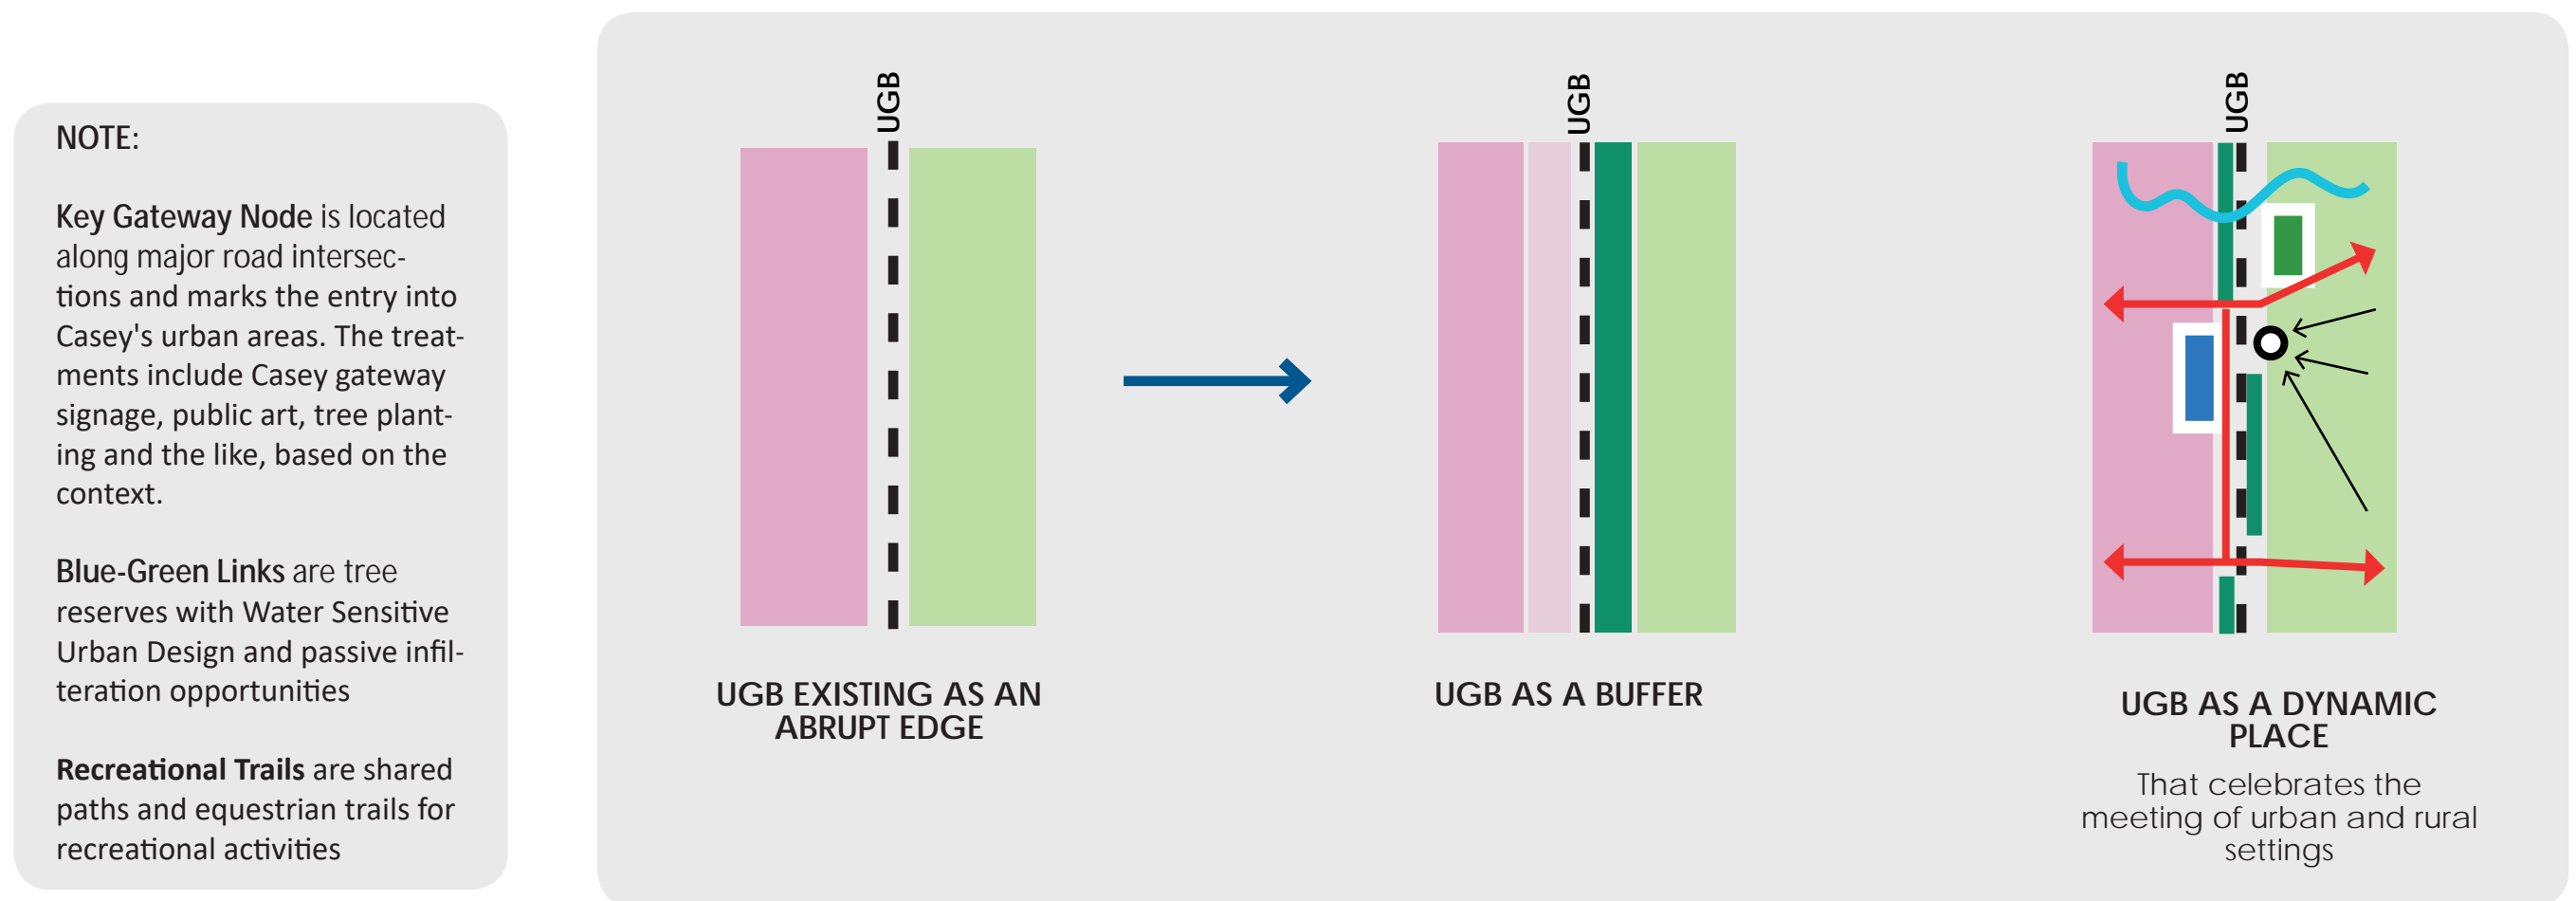 NOTE:
Key Gateway Node is located
along major road intersec-
tions and marks the entry into
Casey's urban areas. The treat-
ments include Casey gateway
signage, public art, tree plant-
ing and the like, based on the
context.
Blue-Green Links are tree
reserves with Water Sensitive
Urban Design and passive infil-
teration opportunities
Recreational Trails are shared
paths and equestrian trails for
recreational activities
UGB
UGB EXISTING AS AN
ABRUPT EDGE
UGB
UGB AS A BUFFER
UGB
UGB AS A DYNAMIC
PLACE
That celebrates the
meeting of urban and rural
settings